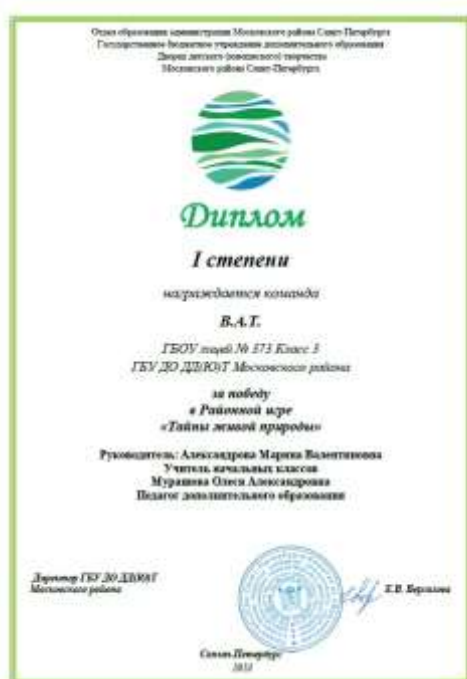 Отдел образования администрации Московского района Санкт-Петербурга
Государственное бюджетное учреждение дополнительного образования
Дворец детского (юношеского) творчества
Московского района Санкт-Петербурга
Диплом
I степени
награждается команда
В.А.Т.
ГБОУ лицей № 373 Класс 3
ГБУ ДО ДД(Ю)Т Московского района
за победу
в Районной игре
«Тайны живой природы»
Руководитель: Александрова Марина Валентиновна
Учитель начальных классов
Мурашова Олеся Александровна
Педагог дополнительного образования
Директор ГБУ ДО ДД(Ю)Т
Московского района
Е.В.
Санкт-Петербург